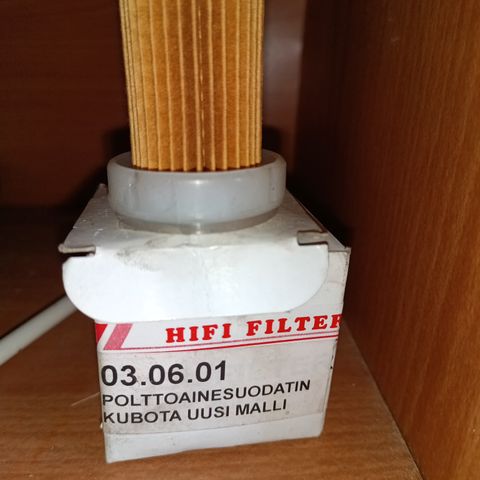 HIFI FILTER
03.06.01
POLTTOAINESUODATIN
KUBOTA UUSI MALLI